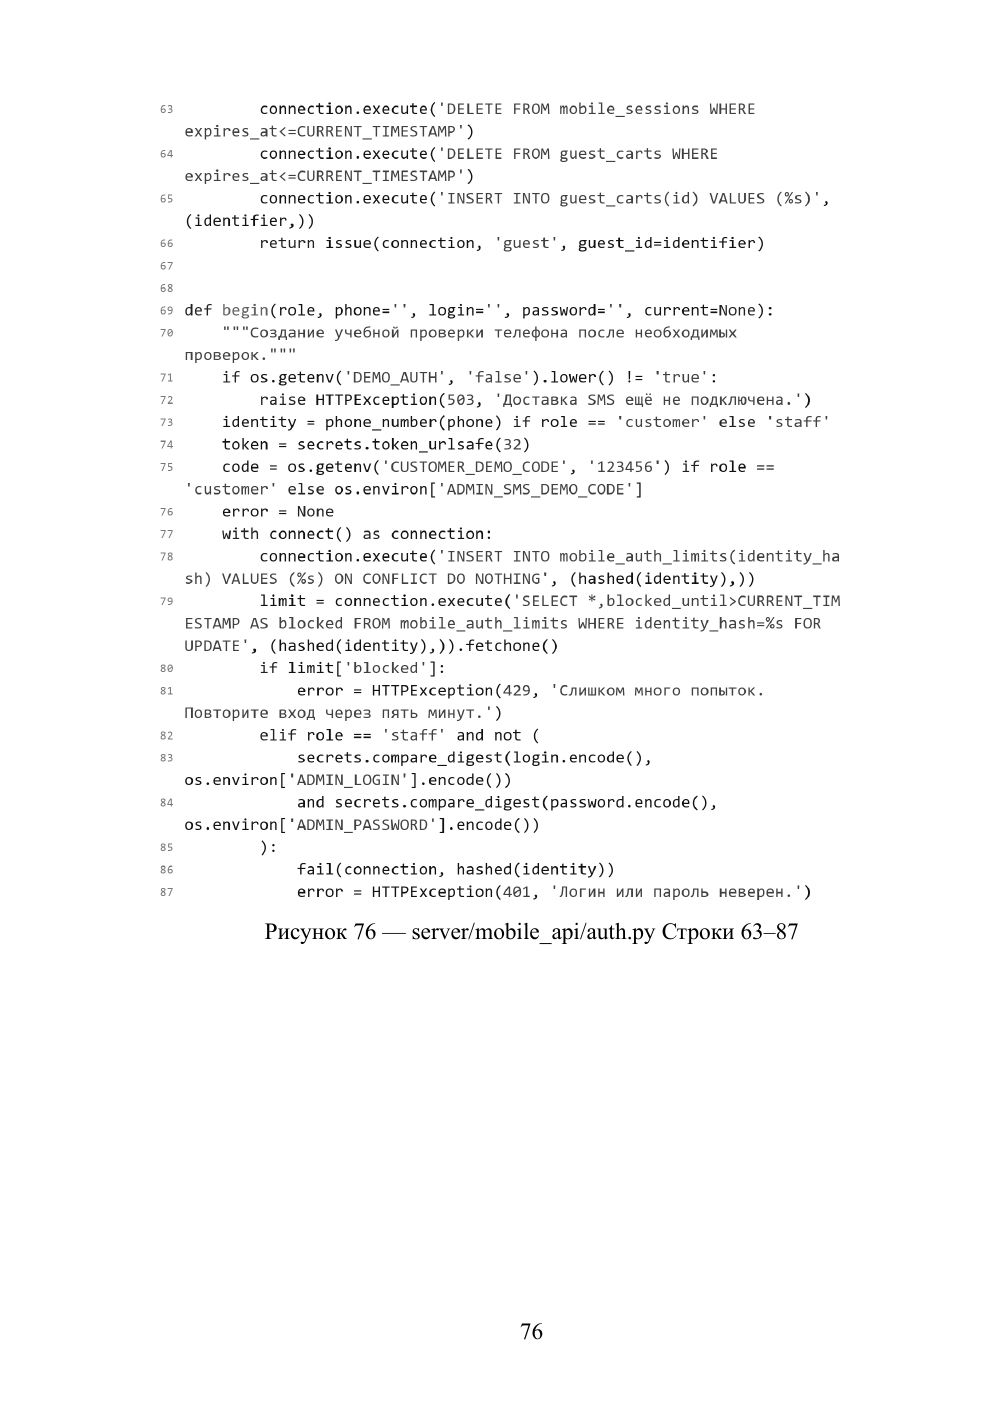 63         connection.execute('DELETE FROM mobile_sessions WHERE
expires_at<=CURRENT_TIMESTAMP')
64         connection.execute('DELETE FROM guest_carts WHERE
expires_at<=CURRENT_TIMESTAMP')
65         connection.execute('INSERT INTO guest_carts(id) VALUES (%s)',
(identifier,))
66         return issue(connection, 'guest', guest_id=identifier)
67
68
69 def begin(role, phone='', login='', password='', current=None):
70     """Создание учебной проверки телефона после необходимых
проверок."""
71     if os.getenv('DEMO_AUTH', 'false').lower() != 'true':
72         raise HTTPException(503, 'Доставка SMS ещё не подключена.')
73     identity = phone_number(phone) if role == 'customer' else 'staff'
74     token = secrets.token_urlsafe(32)
75     code = os.getenv('CUSTOMER_DEMO_CODE', '123456') if role ==
'customer' else os.environ['ADMIN_SMS_DEMO_CODE']
76     error = None
77     with connect() as connection:
78         connection.execute('INSERT INTO mobile_auth_limits(identity_ha
sh) VALUES (%s) ON CONFLICT DO NOTHING', (hashed(identity),))
79         limit = connection.execute('SELECT *,blocked_until>CURRENT_TIM
ESTAMP AS blocked FROM mobile_auth_limits WHERE identity_hash=%s FOR
UPDATE', (hashed(identity),)).fetchone()
80         if limit['blocked']:
81             error = HTTPException(429, 'Слишком много попыток.
Повторите вход через пять минут.')
82         elif role == 'staff' and not (
83             secrets.compare_digest(login.encode(),
os.environ['ADMIN_LOGIN'].encode())
84             and secrets.compare_digest(password.encode(),
os.environ['ADMIN_PASSWORD'].encode())
85         ):
86             fail(connection, hashed(identity))
87             error = HTTPException(401, 'Логин или пароль неверен.')
Рисунок 76 — server/mobile_api/auth.py Строки 63–87
76